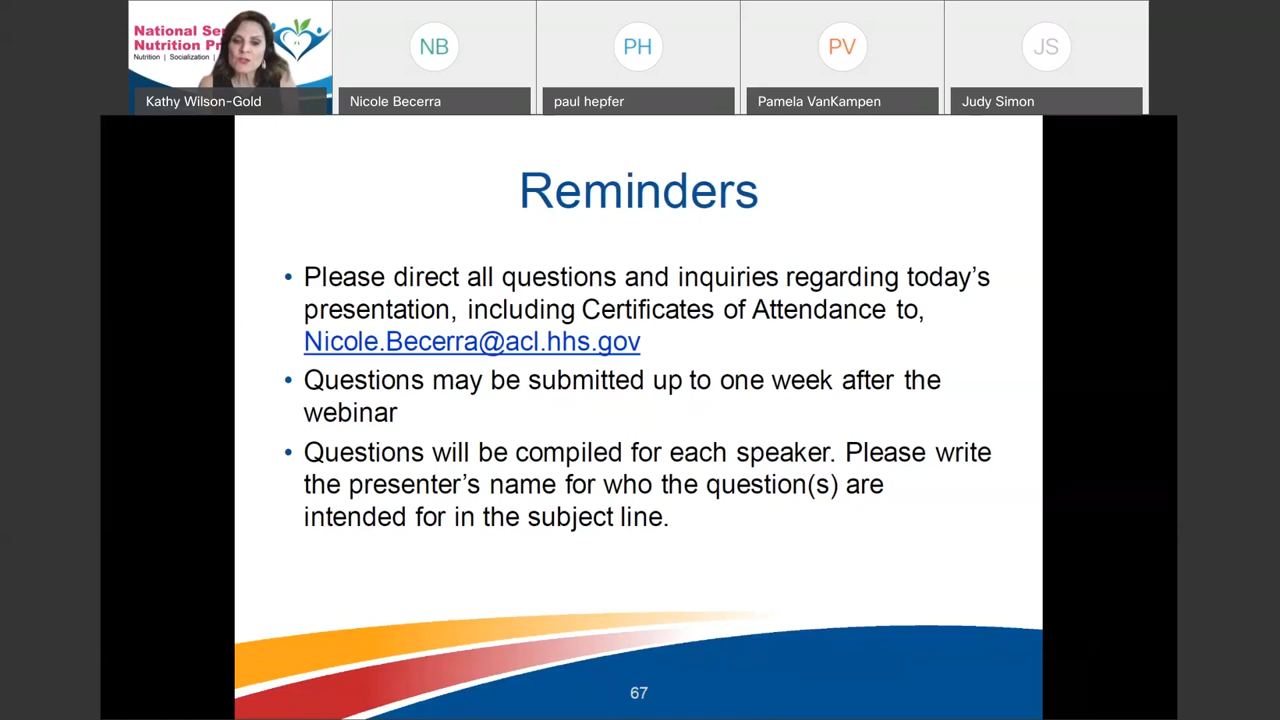 National Se
Nutrition Pr
Nutrition | Socialization |
NB
PH
PV
JS
Kathy Wilson-Gold
Nicole Becerra
paul hepfer
Pamela VanKampen
Judy Simon
Reminders
• Please direct all questions and inquiries regarding today’s
presentation, including Certificates of Attendance to,
Nicole.Becerra@acl.hhs.gov
• Questions may be submitted up to one week after the
webinar
• Questions will be compiled for each speaker. Please write
the presenter’s name for who the question(s) are
intended for in the subject line.
67